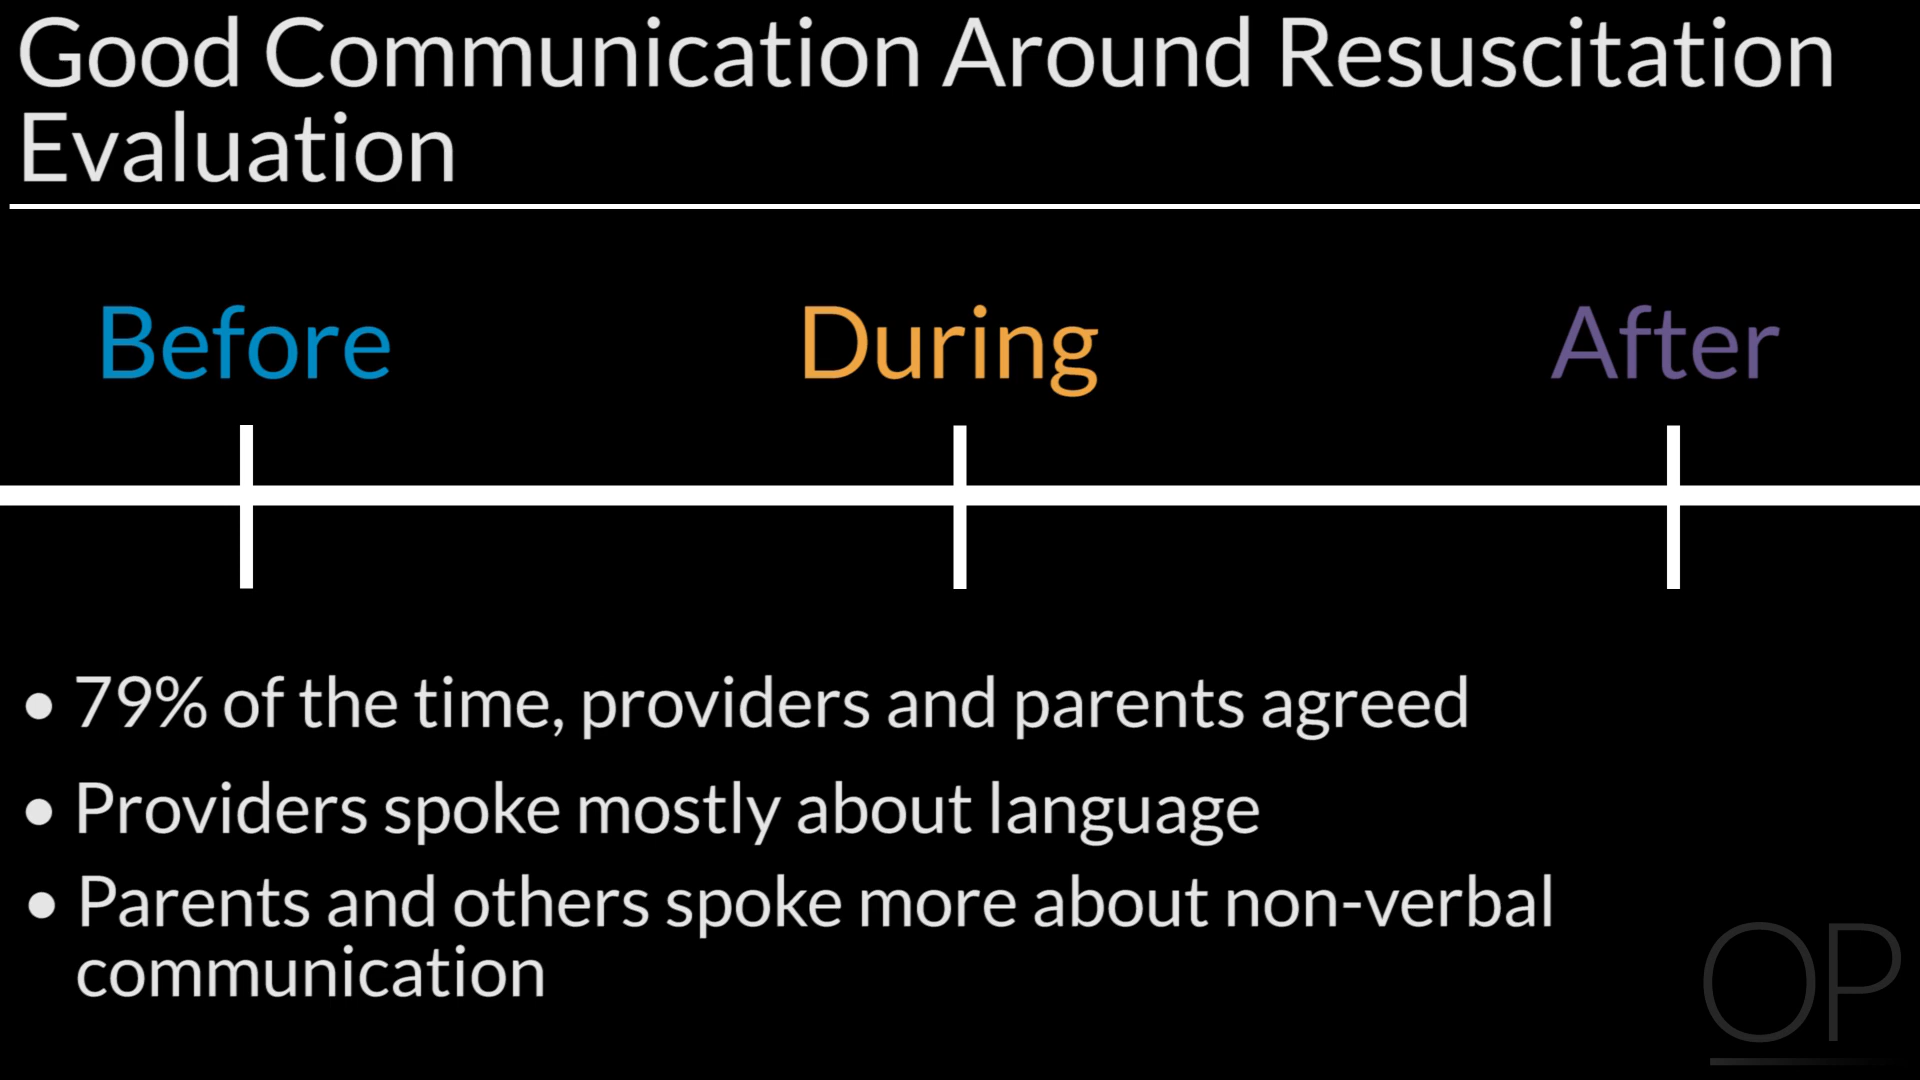 Good Communication Around Resuscitation
Evaluation
Before During After
• 79% of the time, providers and parents agreed
• Providers spoke mostly about language
• Parents and others spoke more about non-verbal
communication
OP